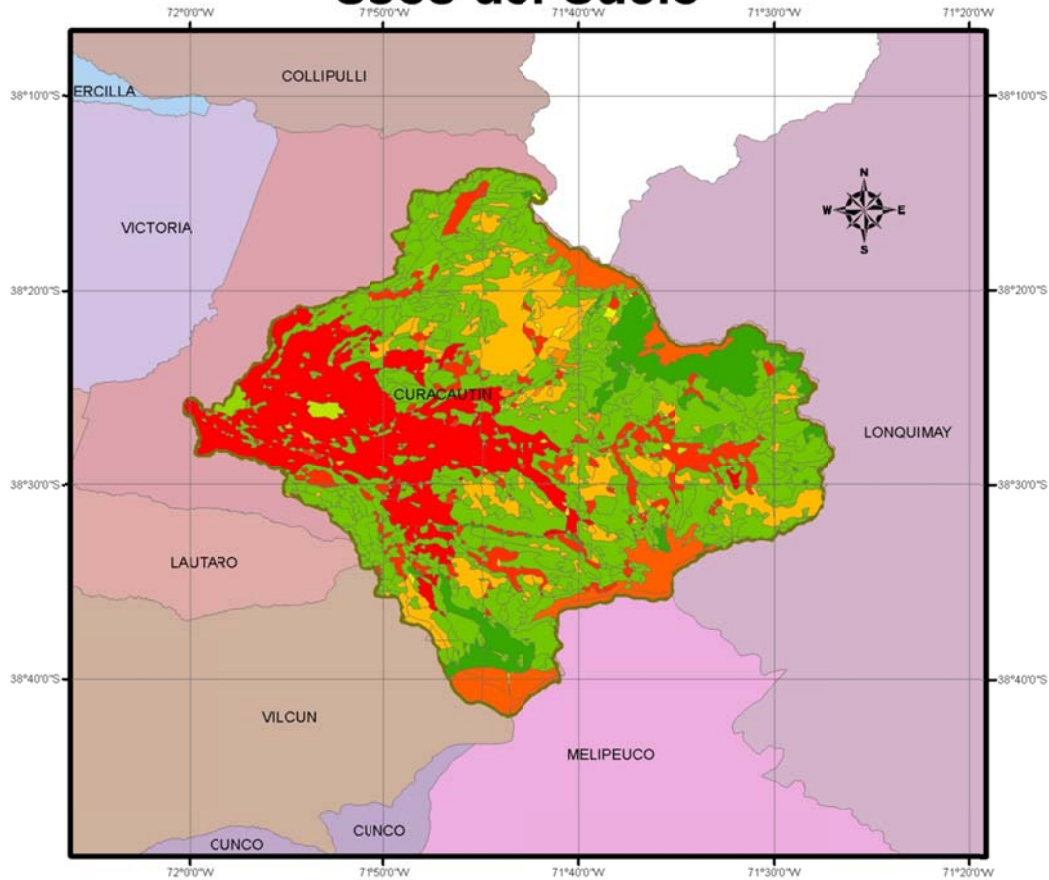 Usos del Suelo
72°0'0"W 71°50'0"W 71°40'0"W 71°30'0"W 71°20'0"W
COLLIPULLI
ERCILLA
38°10'0"S 38°10'0"S
N
W E
S
VICTORIA
38°20'0"S 38°20'0"S
CURACAUTIN
LONQUIMAY
38°30'0"S 38°30'0"S
LAUTARO
38°40'0"S 38°40'0"S
VILCUN
MELIPEUCO
CUNCO
CUNCO
72°0'0"W 71°50'0"W 71°40'0"W 71°30'0"W 71°20'0"W